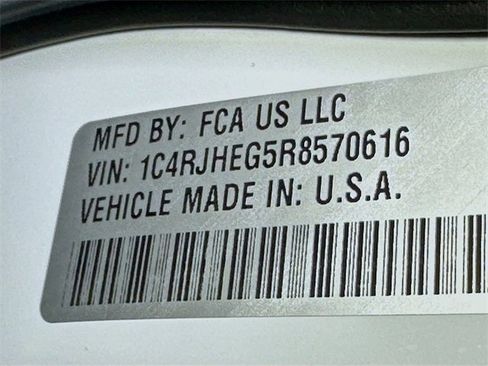 MFD BY: FCA US LLC
VIN: 1C4RJHEG5R8570616
VEHICLE MADE IN: U.S.A.